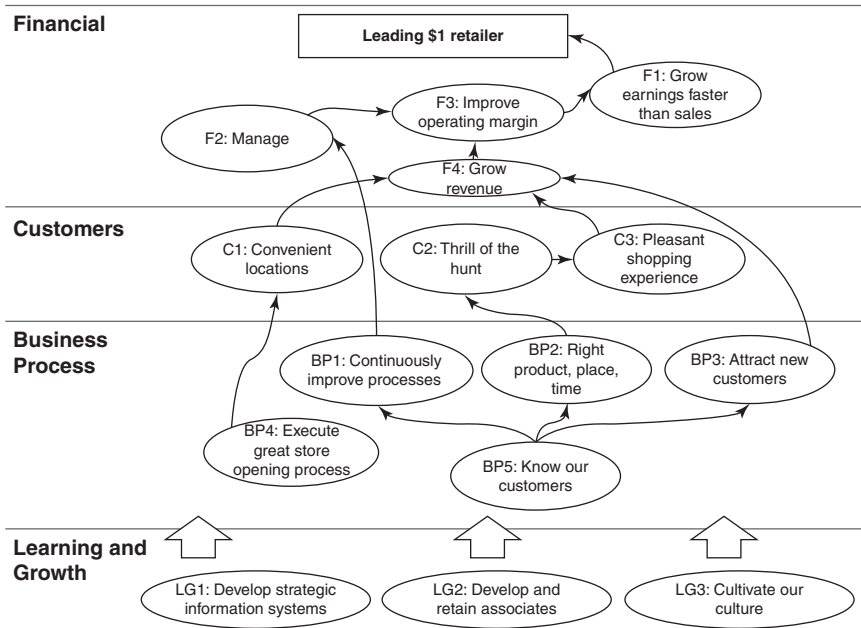 Financial
Leading $1 retailer
F1: Grow
earnings faster
than sales
F3: Improve
operating margin
F2: Manage
F4: Grow
revenue
Customers
C1: Convenient
locations
C2: Thrill of the
hunt
C3: Pleasant
shopping
experience
Business
Process
BP1: Continuously
improve processes
BP2: Right
product, place,
time
BP3: Attract new
customers
BP4: Execute
great store
opening process
BP5: Know our
customers
Learning and
Growth
LG1: Develop strategic
information systems
LG2: Develop and
retain associates
LG3: Cultivate our
culture